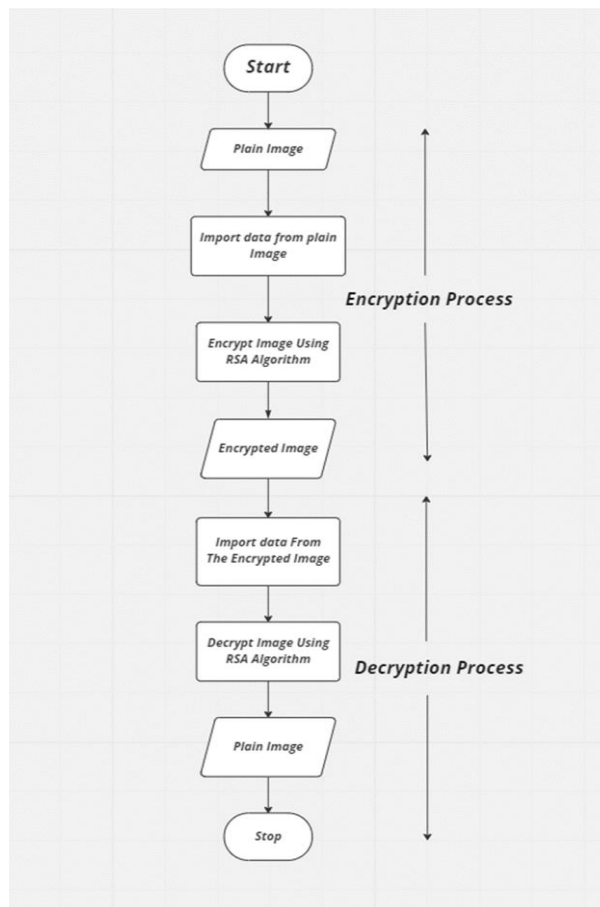 Start
Plain Image
Import data from plain
Image
Encryption Process
Encrypt Image Using
RSA Algorithm
Encrypted Image
Import data From
The Encrypted Image
Decrypt Image Using
RSA Algorithm
Decryption Process
Plain Image
Stop